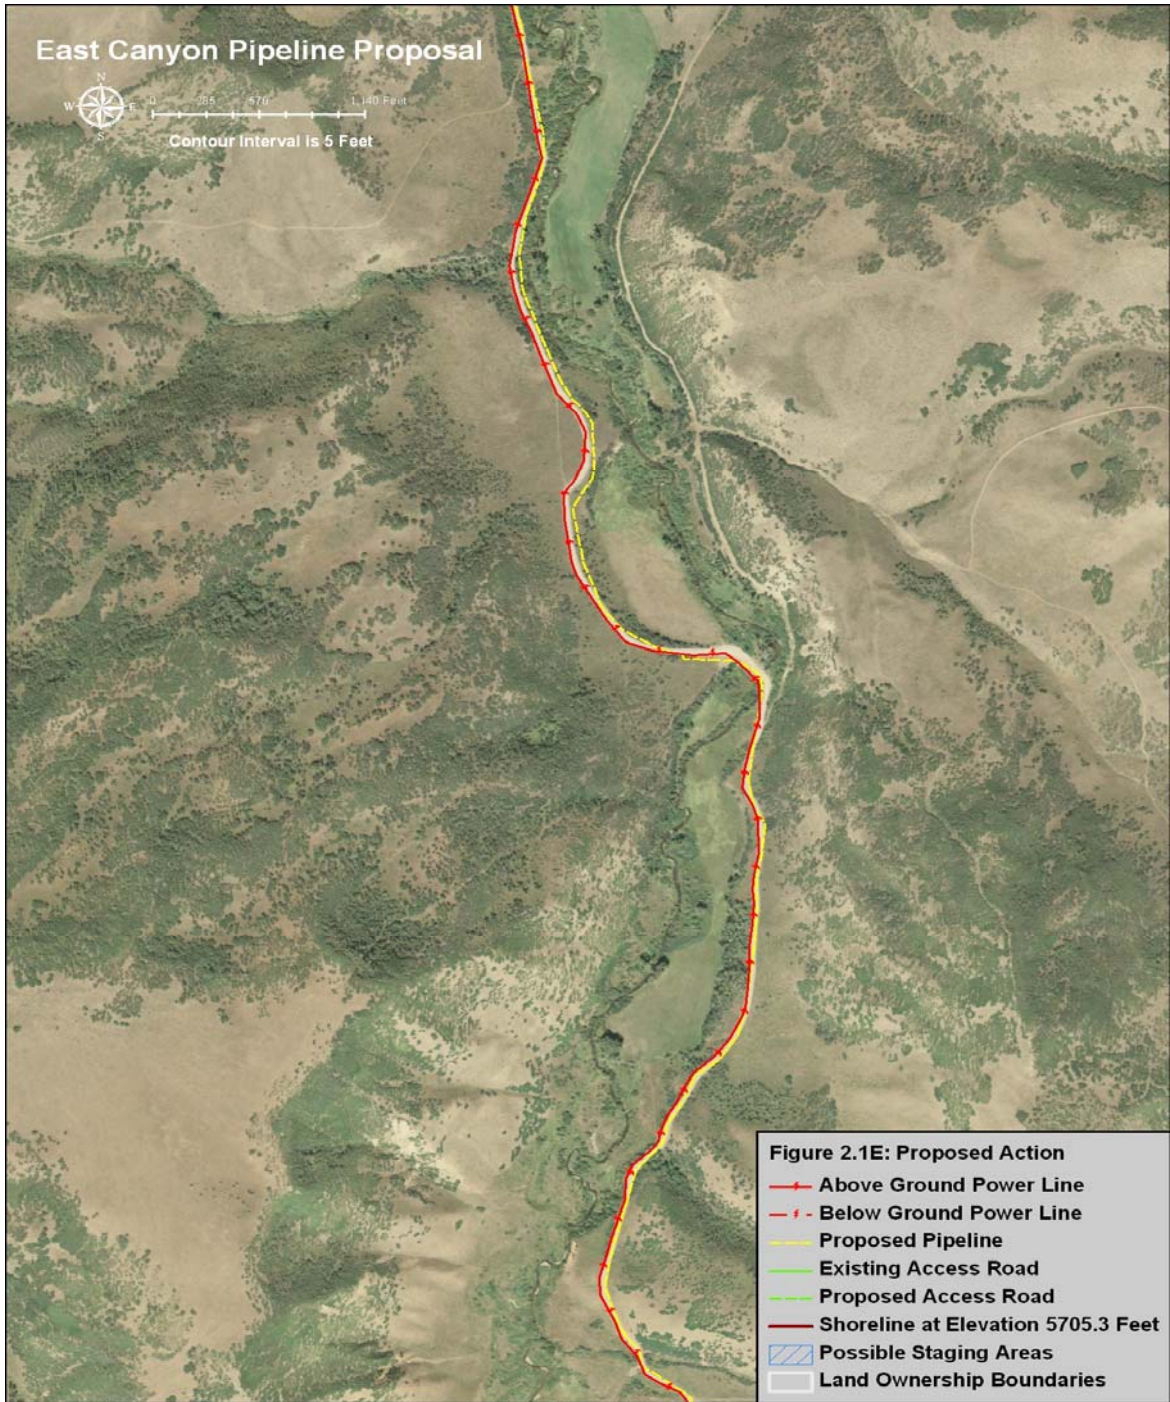 East Canyon Pipeline Proposal
N
W E
S
0 285 570 1,140 Feet
Contour Interval is 5 Feet
Figure 2.1E: Proposed Action
Above Ground Power Line
Below Ground Power Line
Proposed Pipeline
Existing Access Road
Proposed Access Road
Shoreline at Elevation 5705.3 Feet
Possible Staging Areas
Land Ownership Boundaries